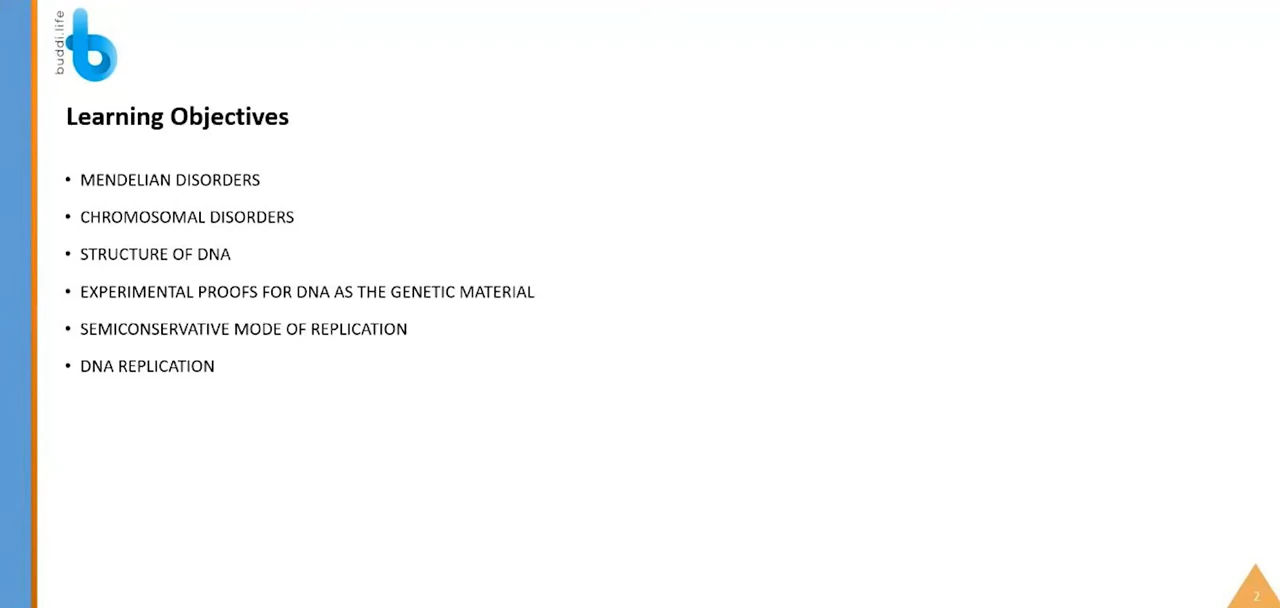 buddi.life
Learning Objectives
• MENDELIAN DISORDERS
• CHROMOSOMAL DISORDERS
• STRUCTURE OF DNA
• EXPERIMENTAL PROOFS FOR DNA AS THE GENETIC MATERIAL
• SEMICONSERVATIVE MODE OF REPLICATION
• DNA REPLICATION
2